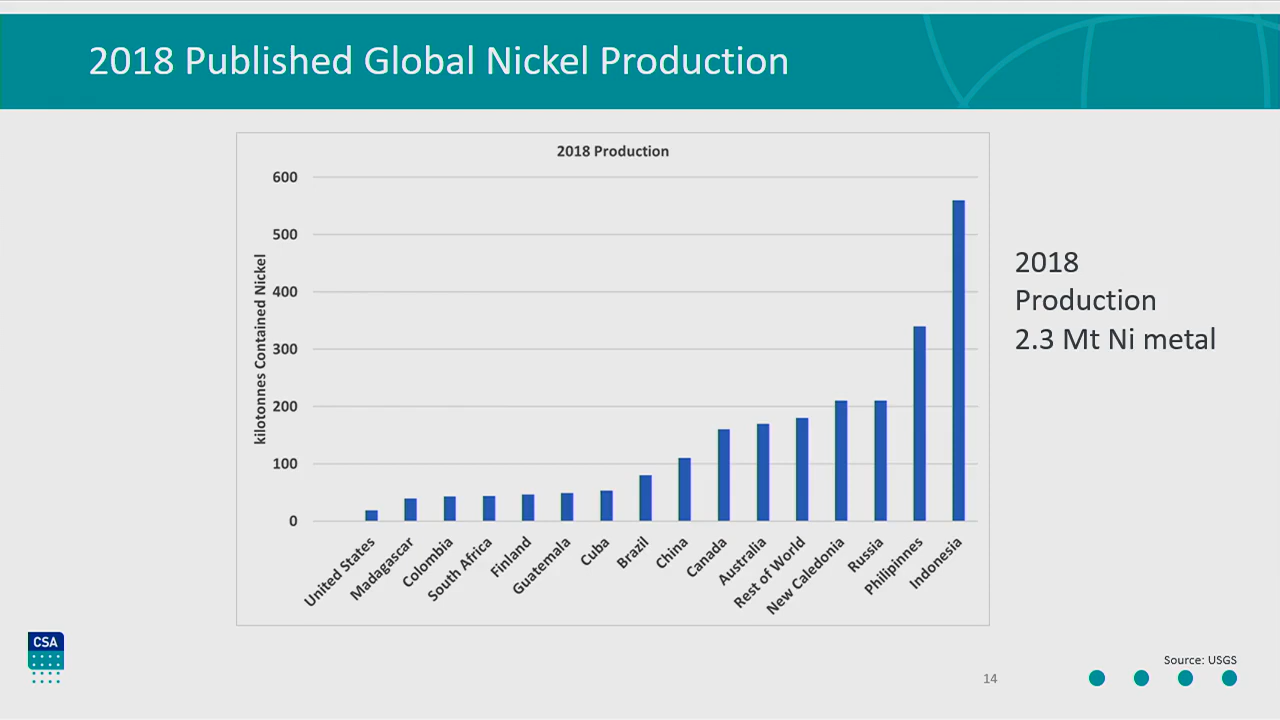 2018 Published Global Nickel Production
2018 Production
600
500
400
300
200
100
0
kilotonnes Contained Nickel
United States
Madagascar
Colombia
South Africa
Finland
Guatemala
Cuba
Brazil
China
Canada
Australia
Rest of World
New Caledonia
Russia
Philipinnes
Indonesia
2018
Production
2.3 Mt Ni metal
CSA
Source: USGS
14